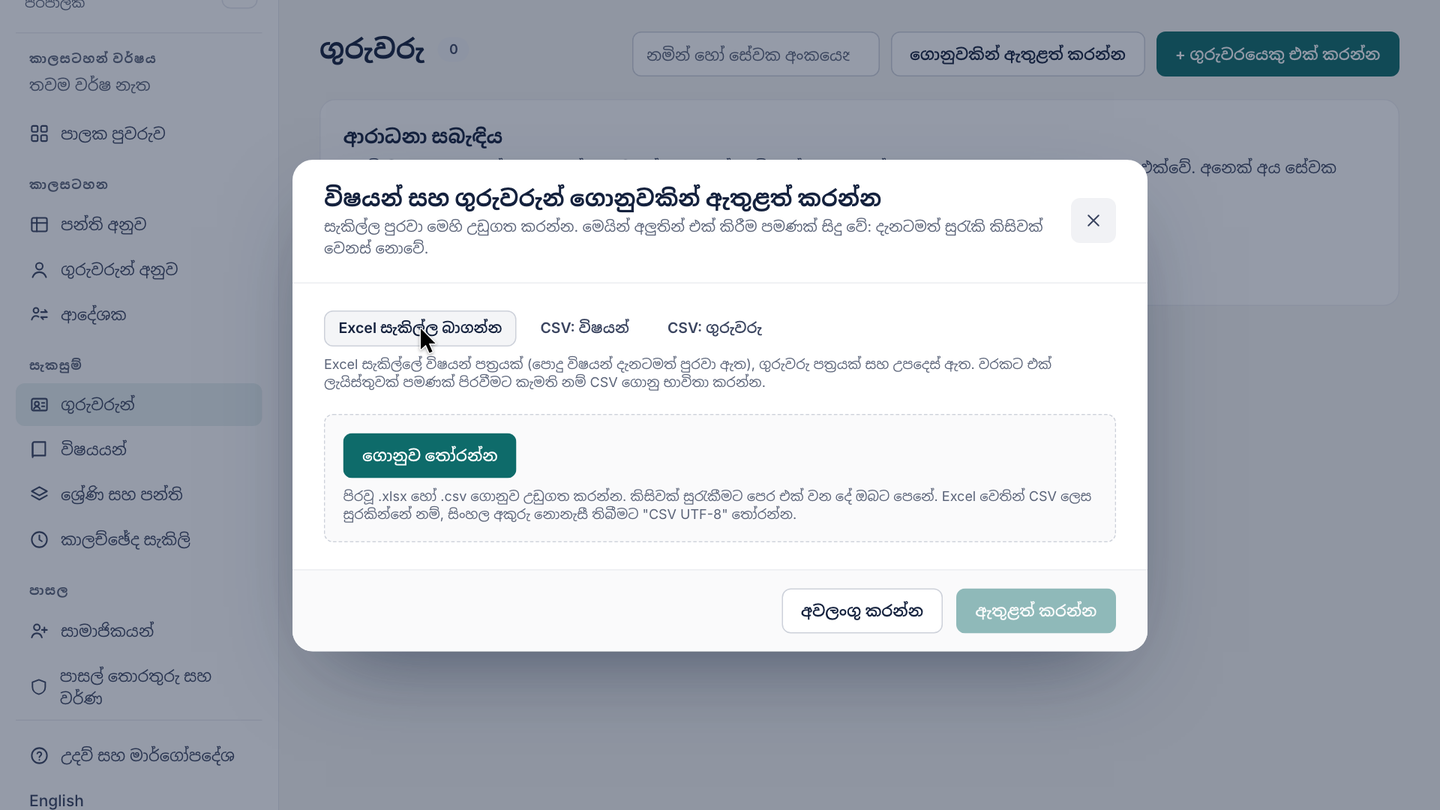 පරිපාලක
කාලසටහන් වර්ෂය
තවම වර්ෂ නැත
පාලක පුවරුව
කාලසටහන
පන්ති අනුව
ගුරුවරුන් අනුව
ආදේශක
සැකසුම්
ගුරුවරුන්
විෂයයන්
ශ්‍රේණි සහ පන්ති
කාලච්ඡේද සැකිලි
පාසල
සාමාජිකයන්
පාසල් තොරතුරු සහ
වර්ණ
උදව් සහ මාර්ගෝපදේශ
English
ගුරුවරු 0
නමින් හෝ සේවක අංකයෙ
ගොනුවකින් ඇතුළත් කරන්න
+ ගුරුවරයෙකු එක් කරන්න
ආරාධනා සබැඳිය
එක්වේ. අනෙක් අය සේවක
විෂයන් සහ ගුරුවරුන් ගොනුවකින් ඇතුළත් කරන්න
සැකිල්ල පුරවා මෙහි උඩුගත කරන්න. මෙයින් අලුතින් එක් කිරීම පමණක් සිදු වේ: දැනටමත් සුරැකි කිසිවක්
වෙනස් නොවේ.
Excel සැකිල්ල බාගන්න
CSV: විෂයන්
CSV: ගුරුවරු
Excel සැකිල්ලේ විෂයන් පත්‍රයක් (පොදු විෂයන් දැනටමත් පුරවා ඇත), ගුරුවරු පත්‍රයක් සහ උපදෙස් ඇත. වරකට එක්
ලැයිස්තුවක් පමණක් පිරවීමට කැමති නම් CSV ගොනු භාවිතා කරන්න.
ගොනුව තෝරන්න
පිරවූ .xlsx හෝ .csv ගොනුව උඩුගත කරන්න. කිසිවක් සුරැකීමට පෙර එක් වන දේ ඔබට පෙනේ. Excel වෙතින් CSV ලෙස
සුරකින්නේ නම්, සිංහල අකුරු නොනැසී තිබීමට "CSV UTF-8" තෝරන්න.
අවලංගු කරන්න
ඇතුළත් කරන්න